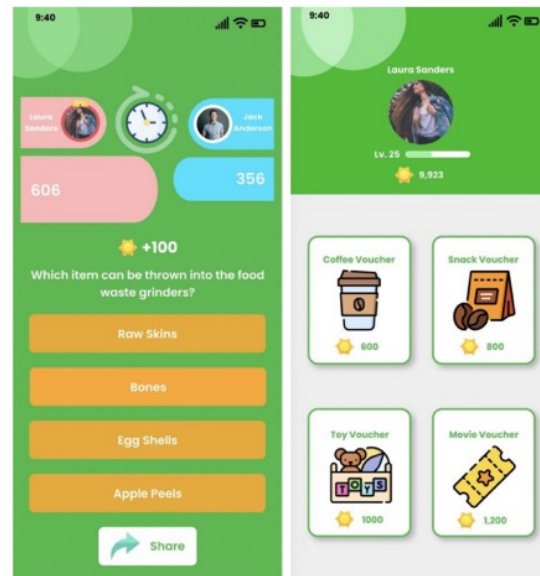 9:40
Laura
Sanders
Jack
Anderson
606
356
+100
Which item can be thrown into the food
waste grinders?
Raw Skins
Bones
Egg Shells
Apple Peels
Share
9:40
Laura Sanders
Lv. 25
9,923
Coffee Voucher
600
Snack Voucher
800
Toy Voucher
TOYS
1000
Movie Voucher
1,200